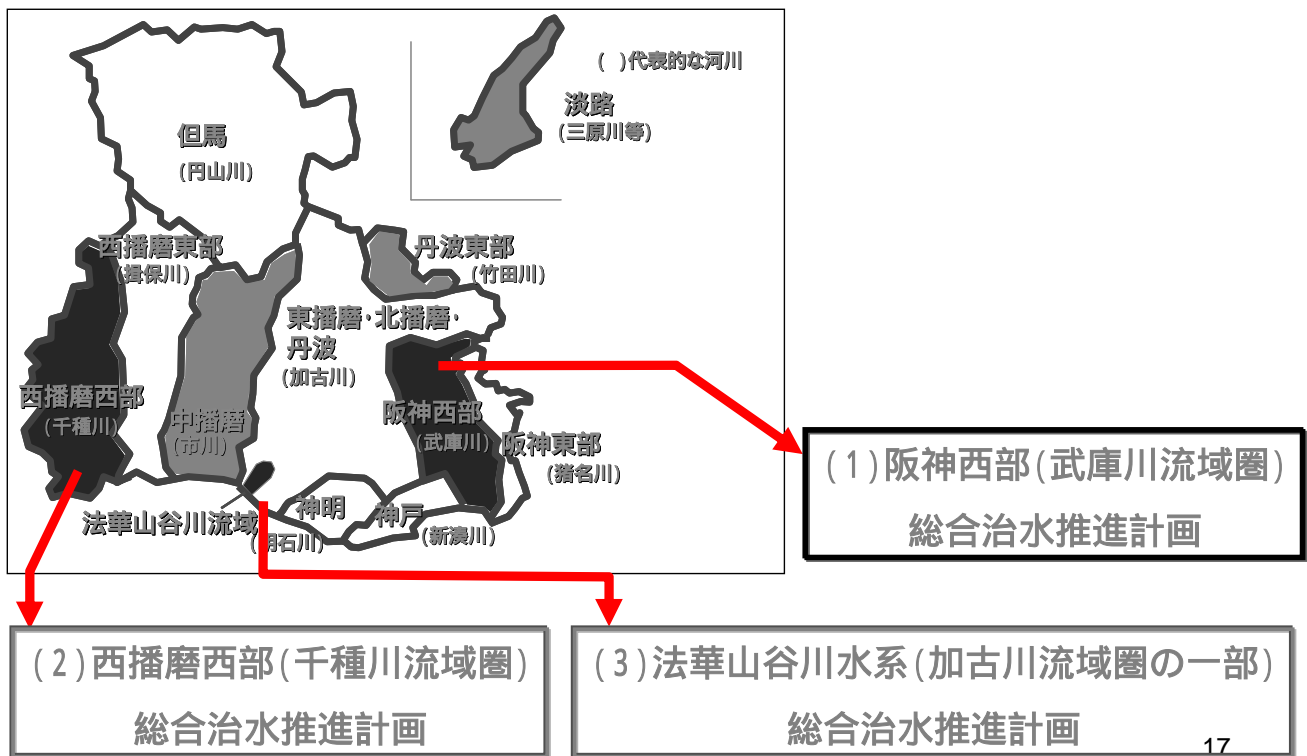 ( )代表的な河川
淡路
(三原川等)
但馬
(円山川)
西播磨東部
(揖保川)
丹波東部
(竹田川)
東播磨・北播磨・
丹波
(加古川)
西播磨西部
(千種川)
中播磨
(市川)
阪神西部
(武庫川)
阪神東部
(猪名川)
法華山谷川流域
神明
(明石川)
神戸
(新湊川)
(1)阪神西部(武庫川流域圏)
総合治水推進計画
(2)西播磨西部(千種川流域圏)
総合治水推進計画
(3)法華山谷川水系(加古川流域圏の一部)
総合治水推進計画
17